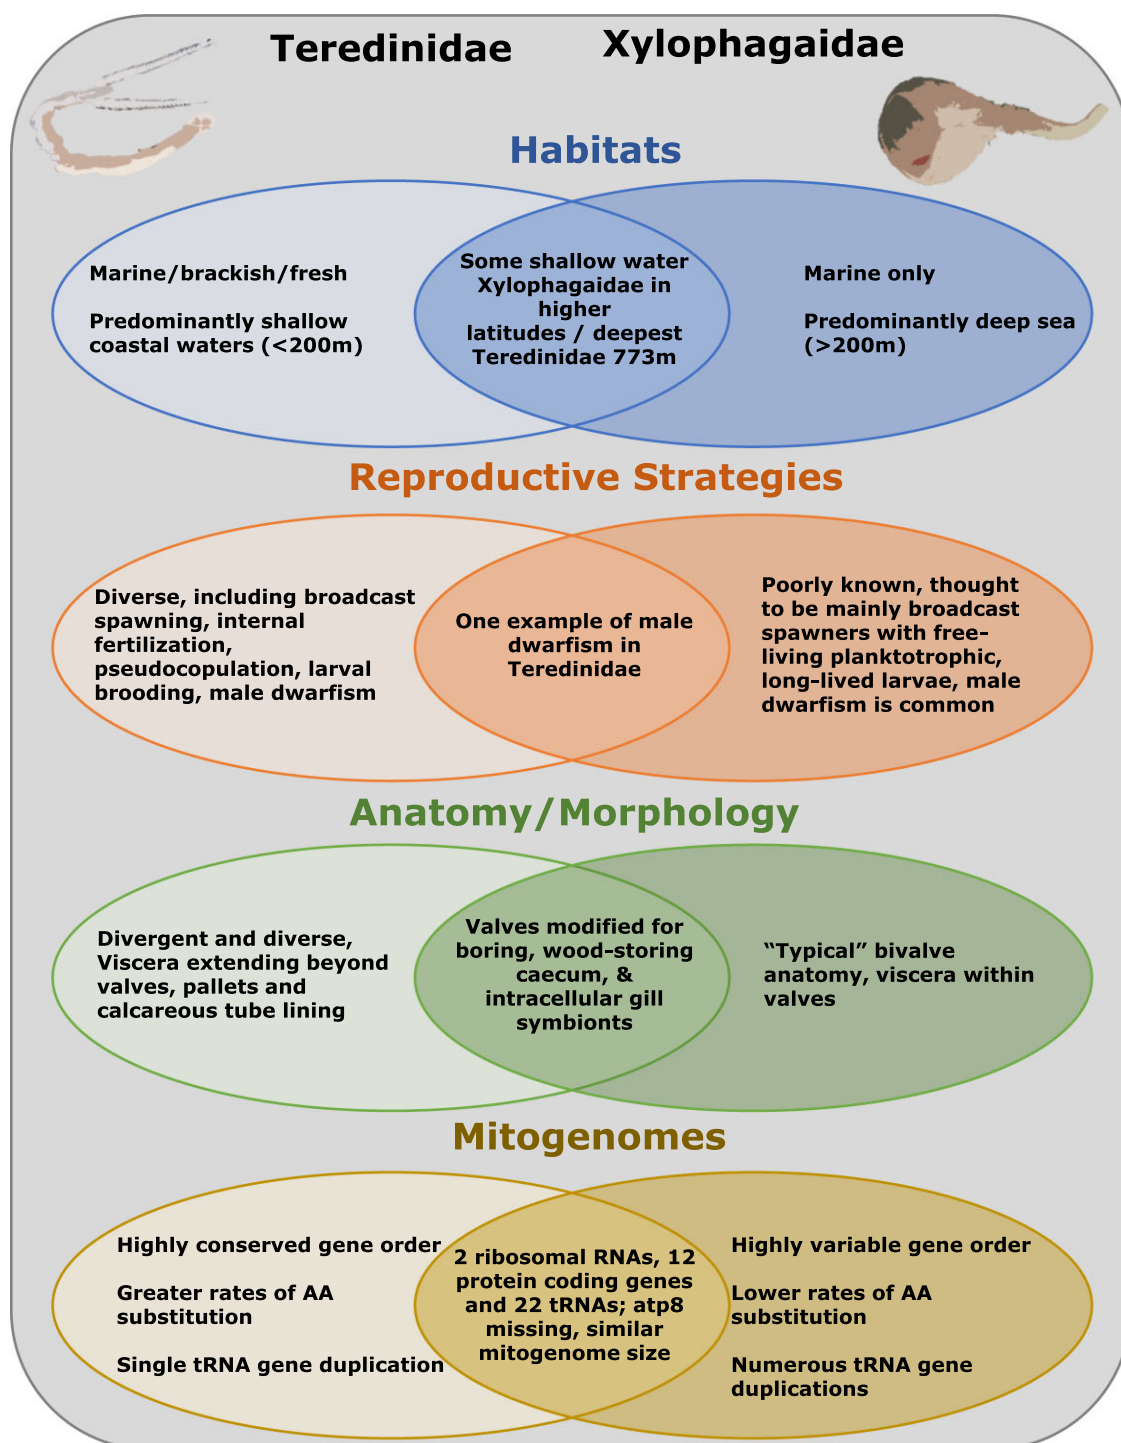 Teredinidae
Xylophagaidae
Habitats
Marine/brackish/fresh
Predominantly shallow
coastal waters (<200m)
Some shallow water
Xylophagaidae in
higher
latitudes / deepest
Teredinidae 773m
Marine only
Predominantly deep sea
(>200m)
Reproductive Strategies
Diverse, including broadcast
spawning, internal
fertilization,
pseudocopulation, larval
brooding, male dwarfism
One example of male
dwarfism in
Teredinidae
Poorly known, thought
to be mainly broadcast
spawners with free-
living planktotrophic,
long-lived larvae, male
dwarfism is common
Anatomy/Morphology
Divergent and diverse,
Viscera extending beyond
valves, pallets and
calcareous tube lining
Valves modified for
boring, wood-storing
caecum, &
intracellular gill
symbionts
“Typical” bivalve
anatomy, viscera within
valves
Mitogenomes
Highly conserved gene order
Greater rates of AA
substitution
Single tRNA gene duplication
2 ribosomal RNAs, 12
protein coding genes
and 22 tRNAs; atp8
missing, similar
mitogenome size
Highly variable gene order
Lower rates of AA
substitution
Numerous tRNA gene
duplications